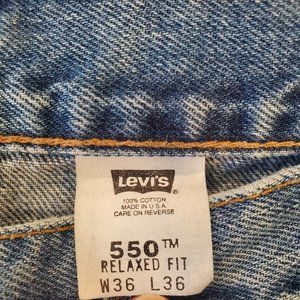 Levi's
100% COTTON
MADE IN U.S.A.
CARE ON REVERSE
550™
RELAXED FIT
W36 L36